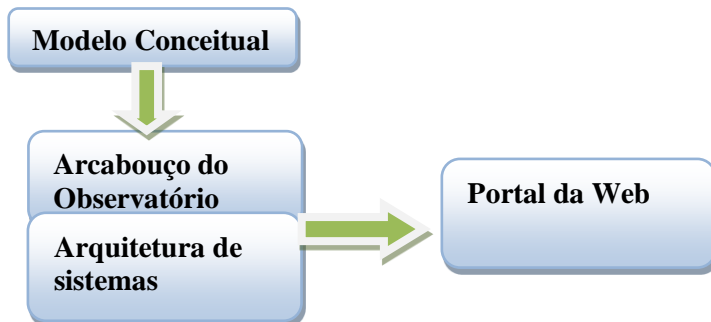 Modelo Conceitual
Arcabouço do
Observatório
Arquitetura de
sistemas
Portal da Web